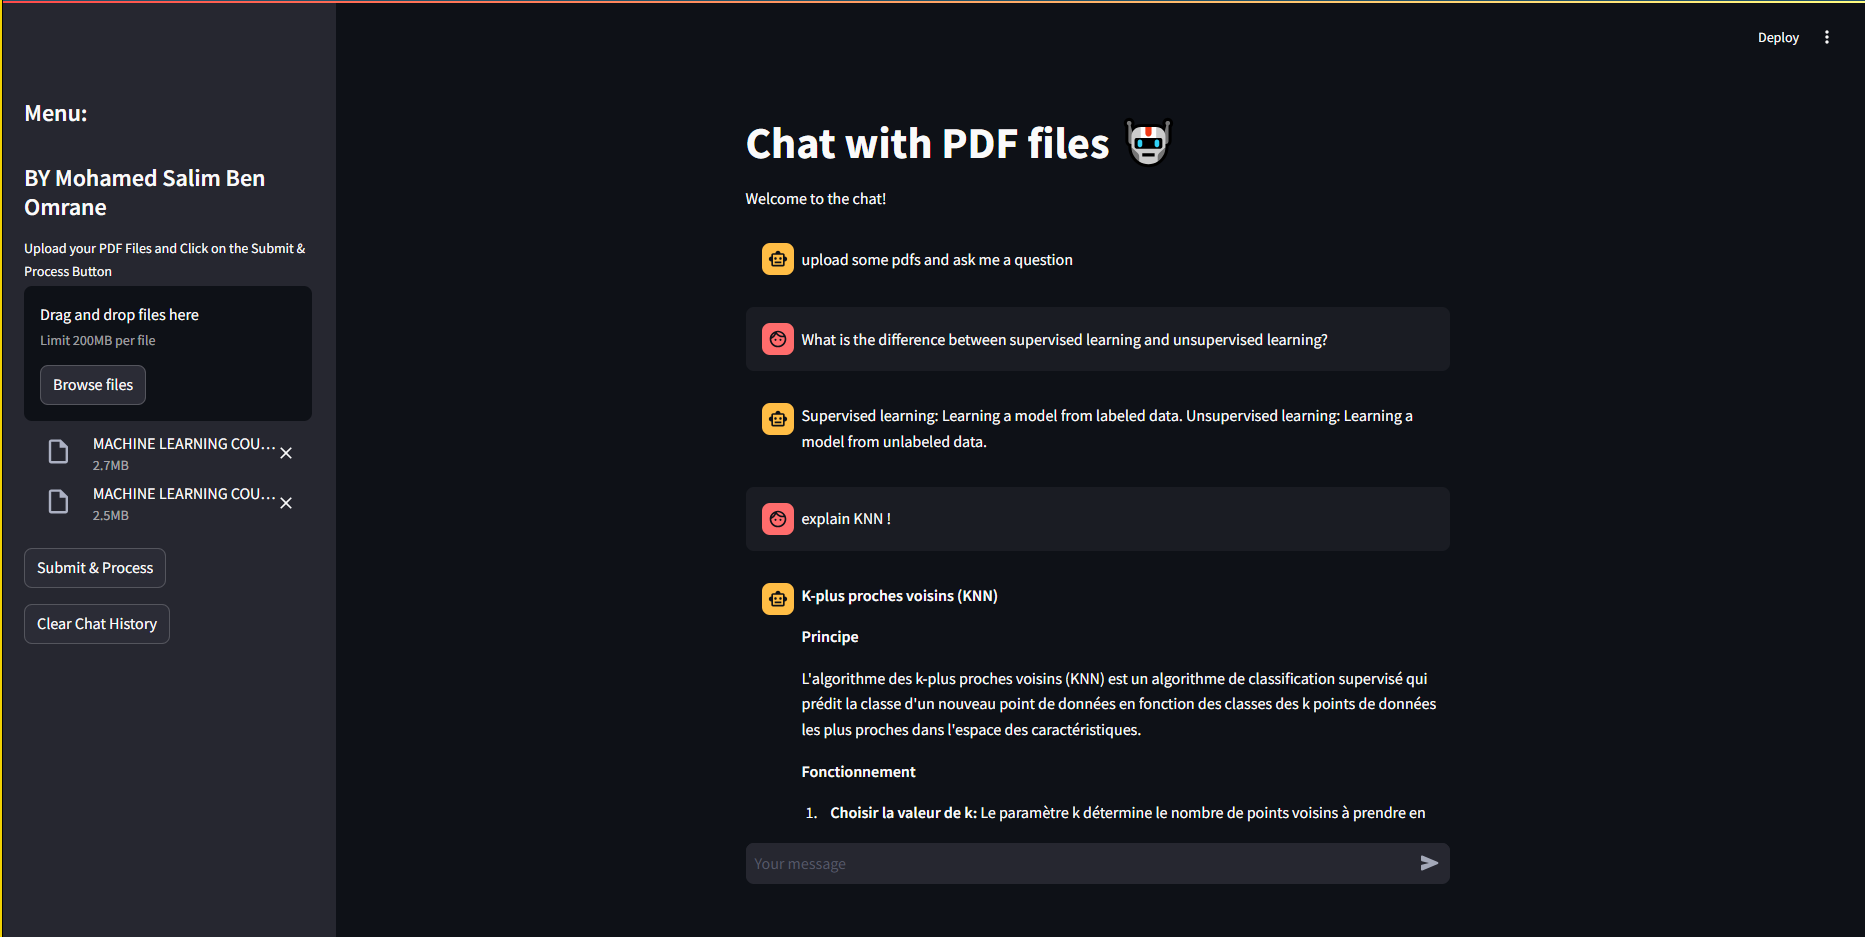 Deploy
Menu:
BY Mohamed Salim Ben
Omrane
Upload your PDF Files and Click on the Submit &
Process Button
Drag and drop files here
Limit 200MB per file
Browse files
MACHINE LEARNING COU...
2.7MB
MACHINE LEARNING COU...
2.5MB
Submit & Process
Clear Chat History
Chat with PDF files
Welcome to the chat!
upload some pdfs and ask me a question
What is the difference between supervised learning and unsupervised learning?
Supervised learning: Learning a model from labeled data. Unsupervised learning: Learning a
model from unlabeled data.
explain KNN !
K-plus proches voisins (KNN)
Principe
L'algorithme des k-plus proches voisins (KNN) est un algorithme de classification supervisé qui
prédit la classe d'un nouveau point de données en fonction des classes des k points de données
les plus proches dans l'espace des caractéristiques.
Fonctionnement
1. Choisir la valeur de k: Le paramètre k détermine le nombre de points voisins à prendre en
Your message